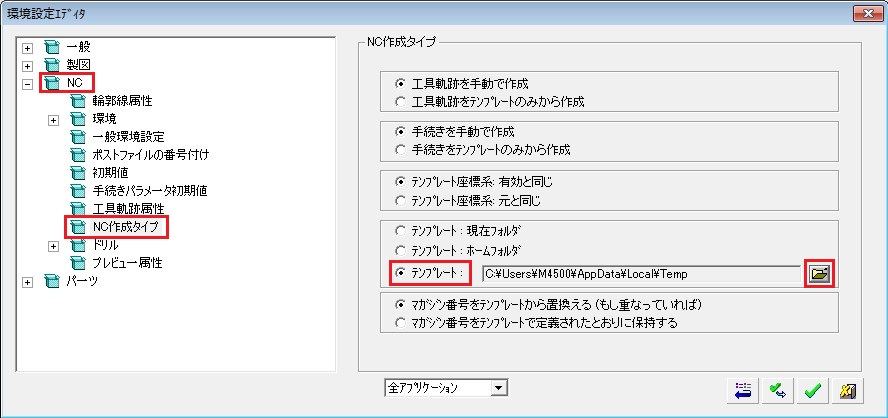 環境設定ｴﾃﾞｨﾀ
一般
製図
NC
輪郭線属性
環境
一般環境設定
ポストファイルの番号付け
初期値
手続きパラメータ初期値
工具軌跡属性
NC作成タイプ
ドリル
プレビュー属性
パーツ
NC作成タイプ
工具軌跡を手動で作成
工具軌跡をテンプレートのみから作成
手続きを手動で作成
手続きをテンプレートのみから作成
テンプレート座標系: 有効と同じ
テンプレート座標系: 元と同じ
テンプレート : 現在フォルダ
テンプレート : ホームフォルダ
テンプレート :
C:¥Users¥M4500¥AppData¥Local¥Temp
マガジン番号をテンプレートから置換える (もし重なっていれば)
マガジン番号をテンプレートで定義されたとおりに保持する
全アプリケーション